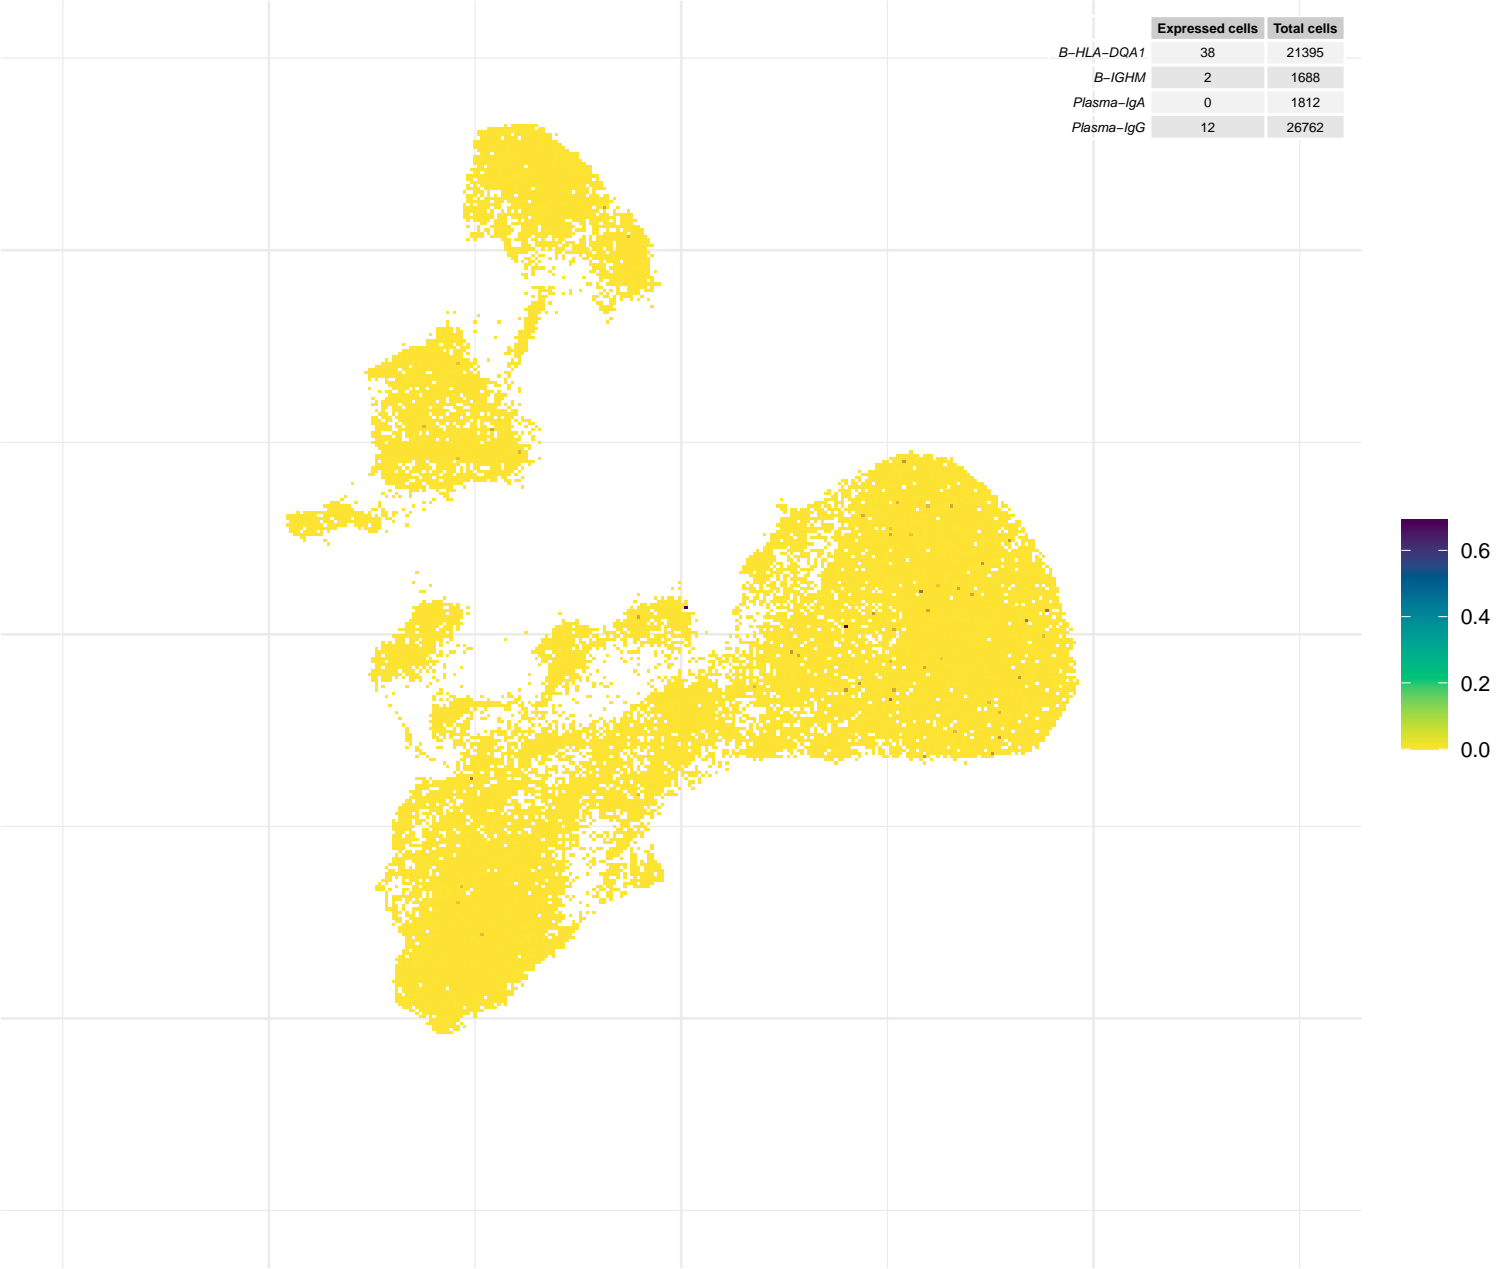 Expressed cells Total cells
B−HLA−DQA1 38 21395
B−IGHM 2 1688
Plasma−IgA 0 1812
Plasma−IgG 12 26762
0.6
0.4
0.2
0.0